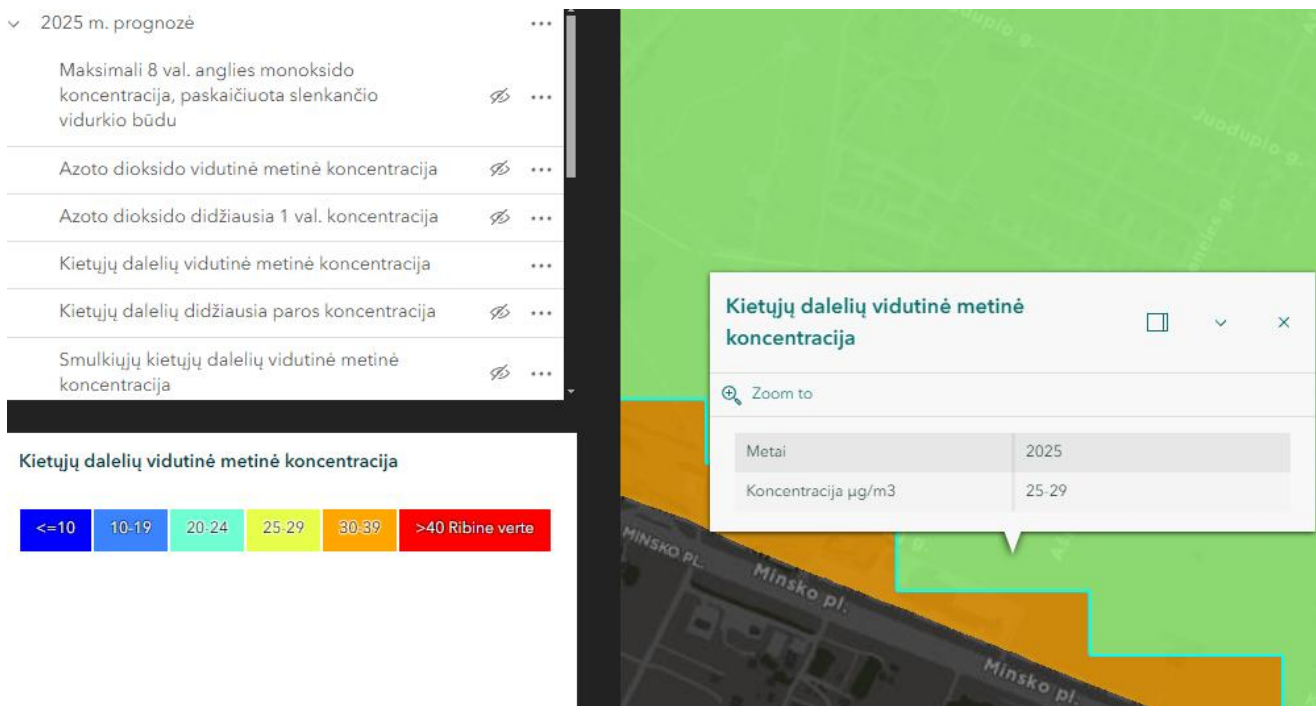 2025 m. prognozė
Maksimali 8 val. anglies monoksido
koncentracija, paskaičiuota slenkančio
vidurkio būdu
Azoto dioksido vidutinė metinė koncentracija
Azoto dioksido didžiausia 1 val. koncentracija
Kietųjų dalelių vidutinė metinė koncentracija
Kietųjų dalelių didžiausia paros koncentracija
Smulkiųjų kietųjų dalelių vidutinė metinė
koncentracija
Kietųjų dalelių vidutinė metinė koncentracija
<=10 10-19 20-24 25-29 30-39 >40 Ribine verte
Juoduplo g.
Juoduplo g.
Kietųjų dalelių vidutinė metinė
koncentracija
Zoom to
Metai 2025
Koncentracija µg/m3 25-29
MINSKO PL.
Minsko pl.
Minsko pl.